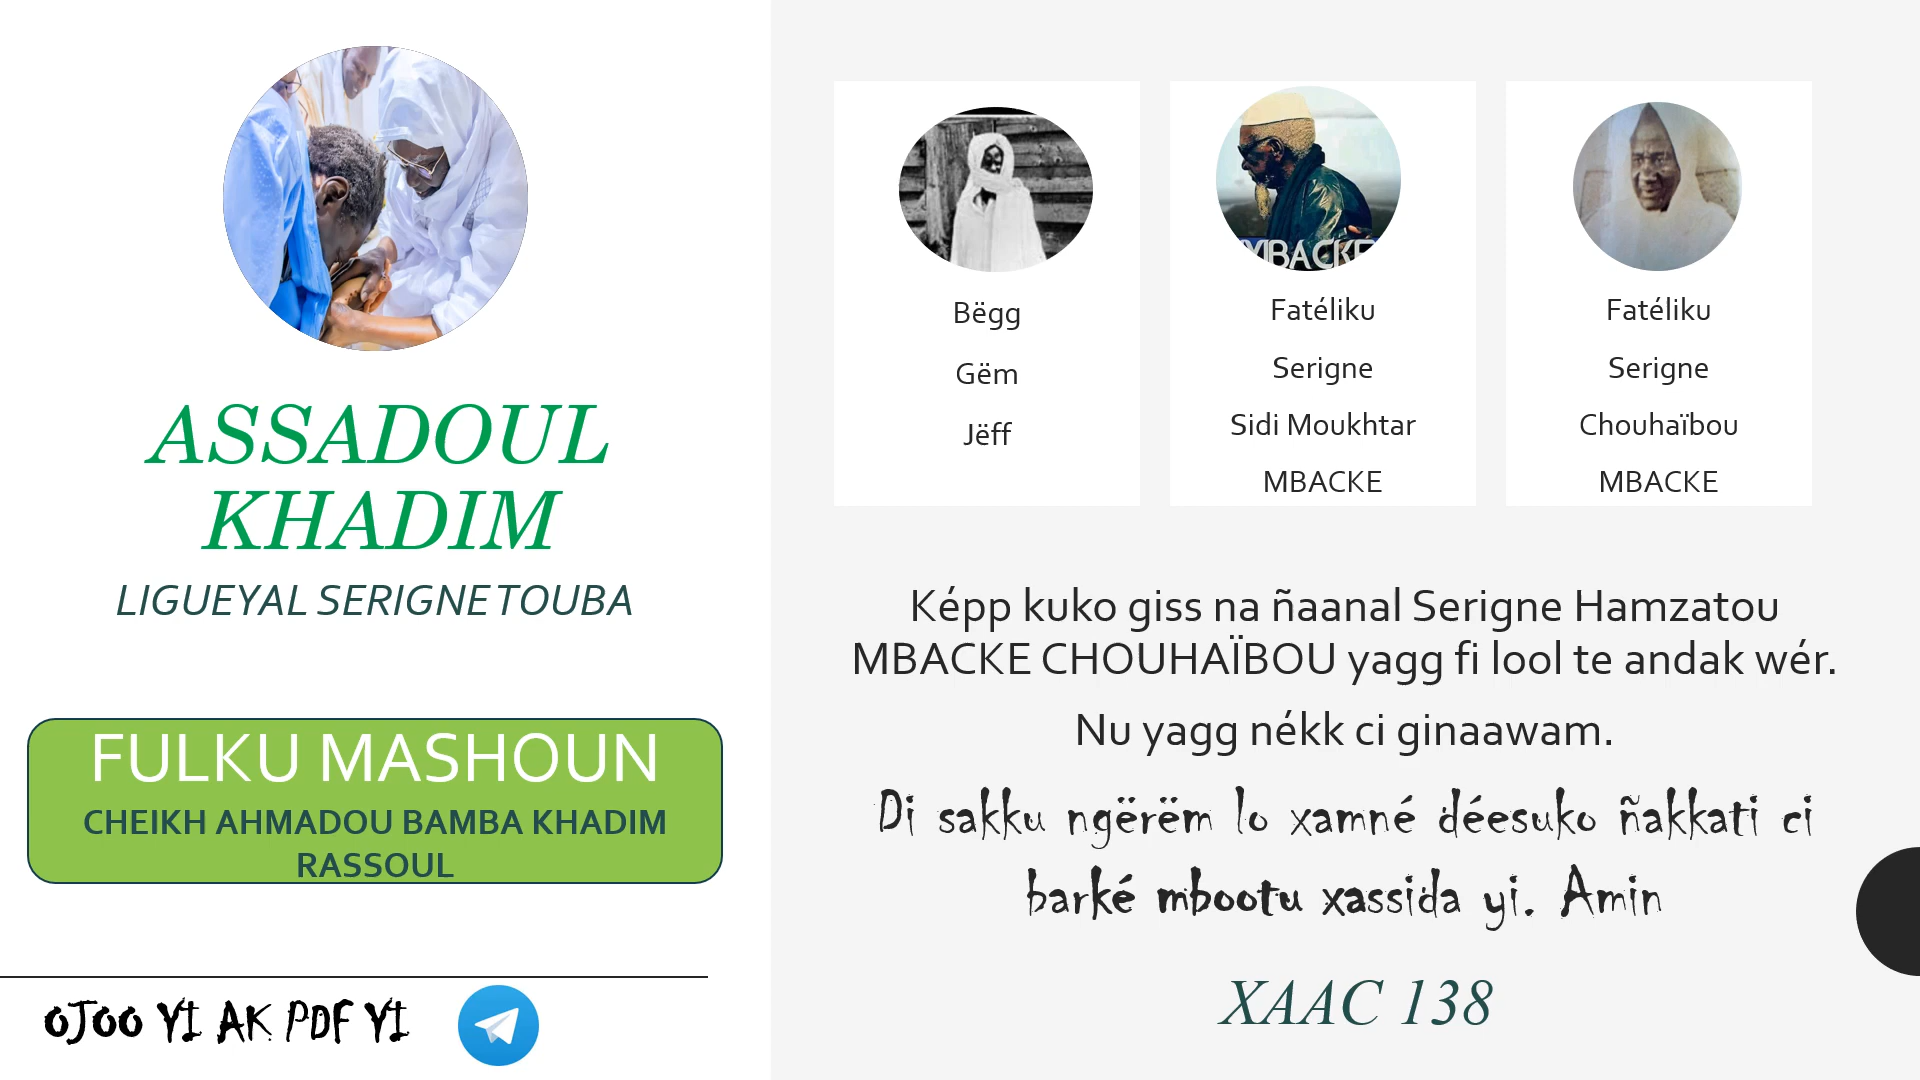 ASSADOUL
KHADIM
LIGUEYAL SERIGNE TOUBA
FULKU MASHOUN
CHEIKH AHMADOU BAMBA KHADIM
RASSOUL
OJOO YI AK PDF YI
Bëgg
Gëm
Jëff
MBACKE
Fatéliku
Serigne
Sidi Moukhtar
MBACKE
Fatéliku
Serigne
Chouhaïbou
MBACKE
Képp kuko giss na ñaanal Serigne Hamzatou
MBACKE CHOUHAÏBOU yagg fi lool te andak wér.
Nu yagg nékk ci ginaawam.
Di sakku ngërëm lo xamné déesuko ñakkati ci
barké mbootu xassida yi. Amin
XAAC 138